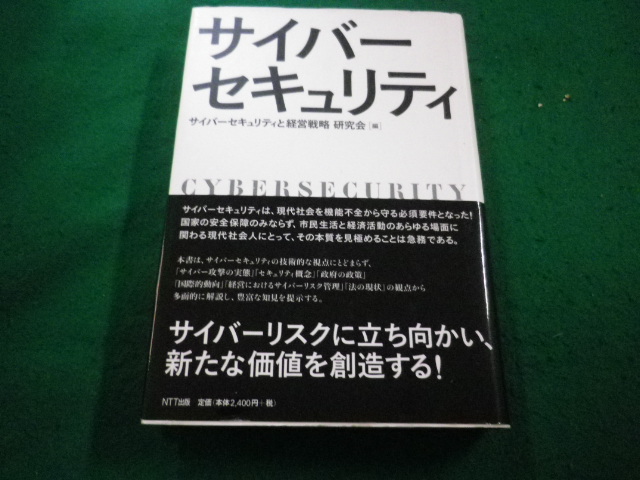 サイバー
セキュリティ
サイバーセキュリティと経営戦略 研究会[編]
CYBERSECURITY
サイバーセキュリティは、現代社会を機能不全から守る必須要件となった!
国家の安全保障のみならず、市民生活と経済活動のあらゆる場面に
関わる現代社会人にとって、その本質を見極めることは急務である。
本書は、サイバーセキュリティの技術的な視点にとどまらず、
「サイバー攻撃の実態」「セキュリティ概念」「政府の政策」
「国際的動向」「経営におけるサイバーリスク管理」「法の現状」の観点から
多面的に解説し、豊富な知見を提示する。
サイバーリスクに立ち向かい、
新たな価値を創造する!
NTT出版 定価(本体2,400円+税)